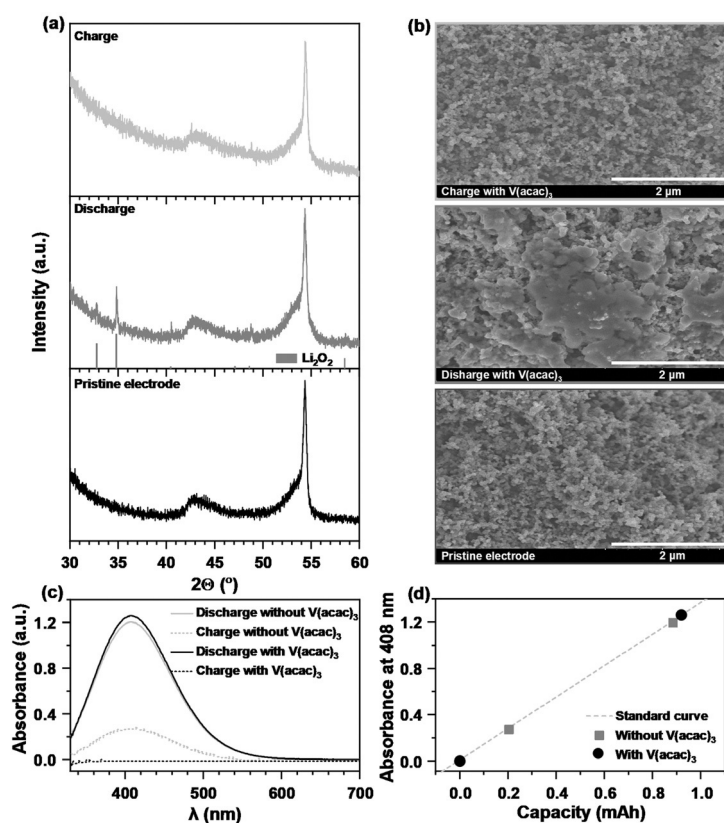 (a)
Charge
Discharge
Li₂O₂
Pristine electrode
Intensity (a.u.)
30 35 40 45 50 55 60
2Θ (°)
(b)
Charge with V(acac)₃
2 µm
Disharge with V(acac)₃
2 µm
Pristine electrode
2 µm
(c)
Discharge without V(acac)₃
Charge without V(acac)₃
Discharge with V(acac)₃
Charge with V(acac)₃
Absorbance (a.u.)
1.2
0.8
0.4
0.0
400 500 600 700
λ (nm)
(d)
Absorbance at 408 nm
1.2
0.8
0.4
0.0
Standard curve
Without V(acac)₃
With V(acac)₃
0.0 0.2 0.4 0.6 0.8 1.0
Capacity (mAh)